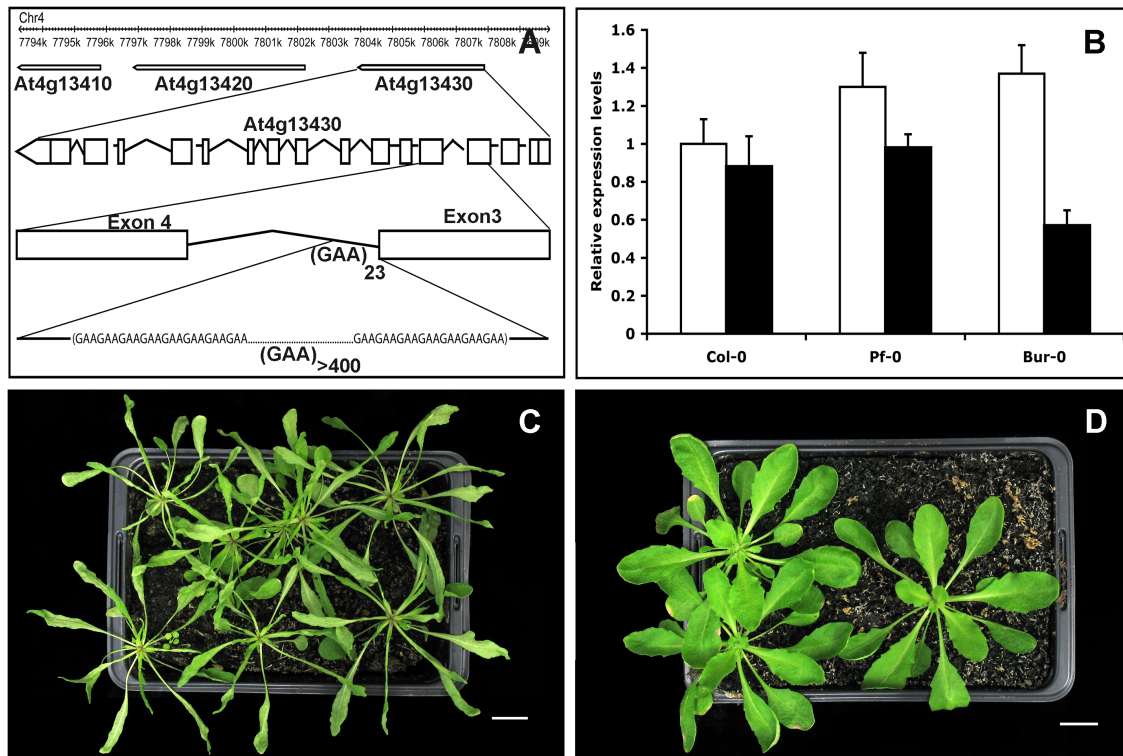 Chr4
7794k 7795k 7796k 7797k 7798k 7799k 7800k 7801k 7802k 7803k 7804k 7805k 7806k 7807k 7808k
A
At4g13410 At4g13420 At4g13430
At4g13430
Exon 4 Exon3
(GAA)23
(GAAGAAGAAGAAGAAGAAGAAGAA GAAGAAGAAGAAGAAGAAGAA)
(GAA)>400
B
Relative expression levels
1.6
1.4
1.2
1
0.8
0.6
0.4
0.2
0
Col-0 Pf-0 Bur-0
C
D